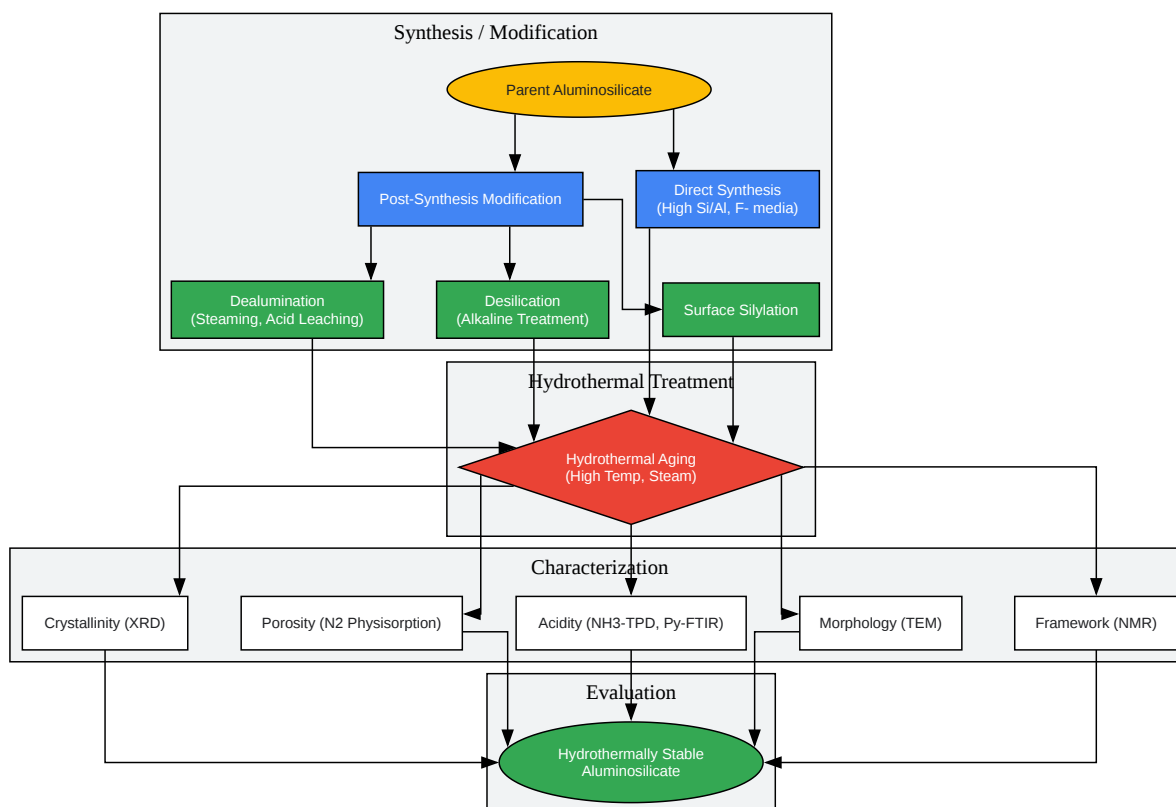 Synthesis / Modification
Parent Aluminosilicate
Post-Synthesis Modification
Direct Synthesis
(High Si/Al, F- media)
Dealumination
(Steaming, Acid Leaching)
Desilication
(Alkaline Treatment)
Surface Silylation
Hydrothermal Treatment
Hydrothermal Aging
(High Temp, Steam)
Characterization
Crystallinity (XRD)
Porosity (N2 Physisorption)
Acidity (NH3-TPD, Py-FTIR)
Morphology (TEM)
Framework (NMR)
Evaluation
Hydrothermally Stable
Aluminosilicate